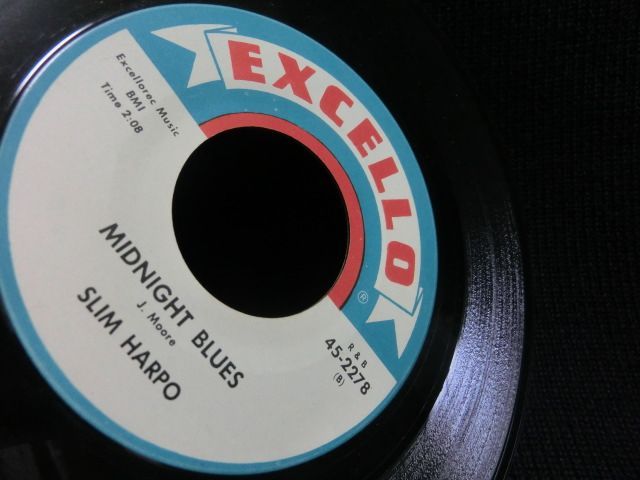 EXCELLO
®
Excellorec Music
BMI
Time 2:08
R & B
45-2278
(B)
MIDNIGHT BLUES
J. Moore
SLIM HARPO